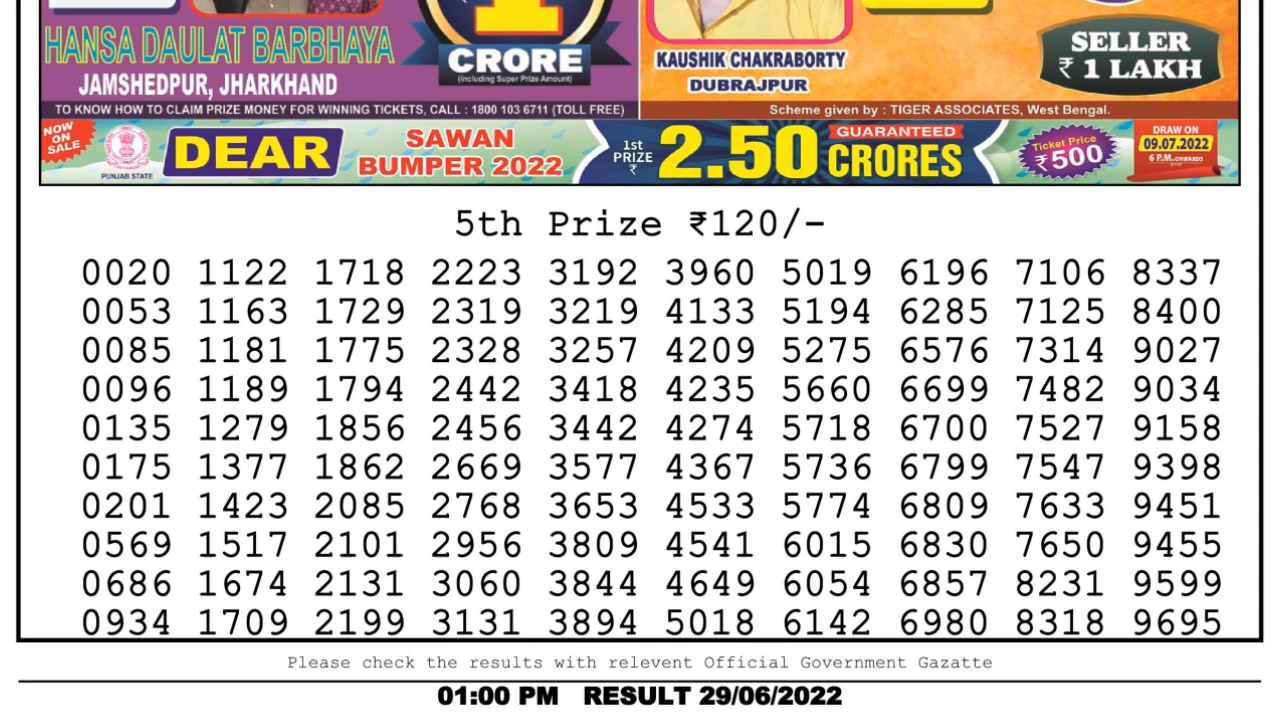 HANSA DAULAT BARBHAYA
JAMSHEDPUR, JHARKHAND
1
CRORE
(Including Super Prize Amount)
KAUSHIK CHAKRABORTY
DUBRAJPUR
SELLER
₹ 1 LAKH
TO KNOW HOW TO CLAIM PRIZE MONEY FOR WINNING TICKETS, CALL : 1800 103 6711 (TOLL FREE)
Scheme given by : TIGER ASSOCIATES, West Bengal.
NOW
ON
SALE
PUNJAB STATE
DEAR
SAWAN
BUMPER 2022
1st
PRIZE
₹
2.50
GUARANTEED
CRORES
Ticket Price
₹500
DRAW ON
09.07.2022
6 P.M. ONWARDS
5th Prize ₹120/-
0020 1122 1718 2223 3192 3960 5019 6196 7106 8337
0053 1163 1729 2319 3219 4133 5194 6285 7125 8400
0085 1181 1775 2328 3257 4209 5275 6576 7314 9027
0096 1189 1794 2442 3418 4235 5660 6699 7482 9034
0135 1279 1856 2456 3442 4274 5718 6700 7527 9158
0175 1377 1862 2669 3577 4367 5736 6799 7547 9398
0201 1423 2085 2768 3653 4533 5774 6809 7633 9451
0569 1517 2101 2956 3809 4541 6015 6830 7650 9455
0686 1674 2131 3060 3844 4649 6054 6857 8231 9599
0934 1709 2199 3131 3894 5018 6142 6980 8318 9695
Please check the results with relevent Official Government Gazatte
01:00 PM RESULT 29/06/2022